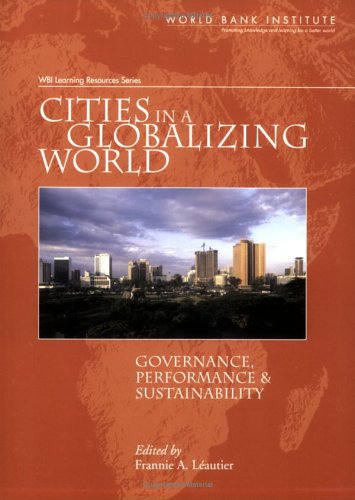 WORLD BANK INSTITUTE
Promoting knowledge and learning for a better world
WBI Learning Resources Series
CITIES IN A
GLOBALIZING
WORLD
GOVERNANCE,
PERFORMANCE &
SUSTAINABILITY
Edited by
Frannie A. Léautier